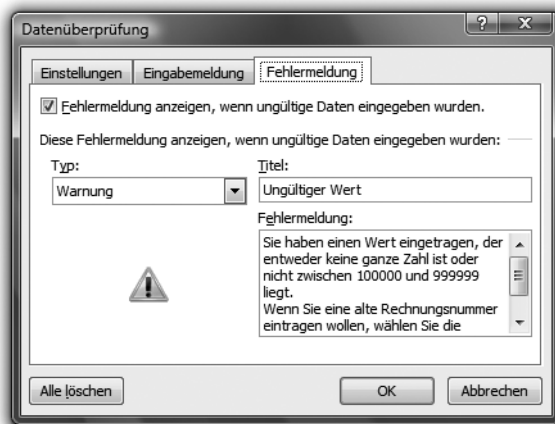 Datenüberprüfung
Einstellungen Eingabemeldung Fehlermeldung
Fehlermeldung anzeigen, wenn ungültige Daten eingegeben wurden.
Diese Fehlermeldung anzeigen, wenn ungültige Daten eingegeben wurden:
Typ: Titel:
Warnung Ungültiger Wert
Fehlermeldung:
Sie haben einen Wert eingetragen, der
entweder keine ganze Zahl ist oder
nicht zwischen 100000 und 999999
liegt.
Wenn Sie eine alte Rechnungsnummer
eintragen wollen, wählen Sie die
Alle löschen OK Abbrechen